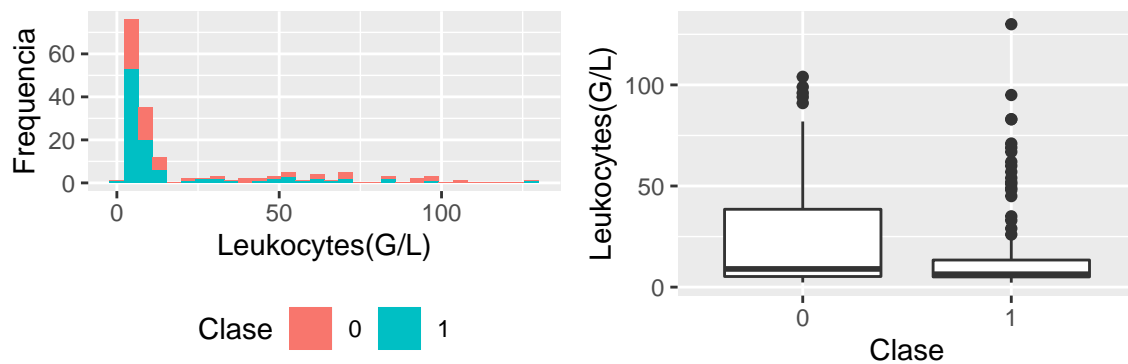 Frequencia
60
40
20
0
0 50 100
Leukocytes(G/L)
Clase 0 1
Leukocytes(G/L)
100
50
0
0 1
Clase